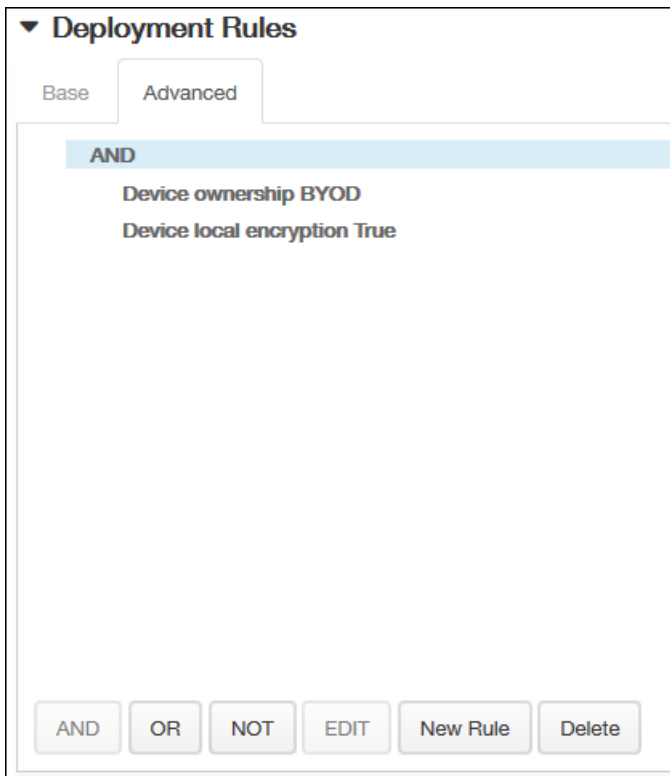 Deployment Rules
Base Advanced
AND
Device ownership BYOD
Device local encryption True
AND OR NOT EDIT New Rule Delete